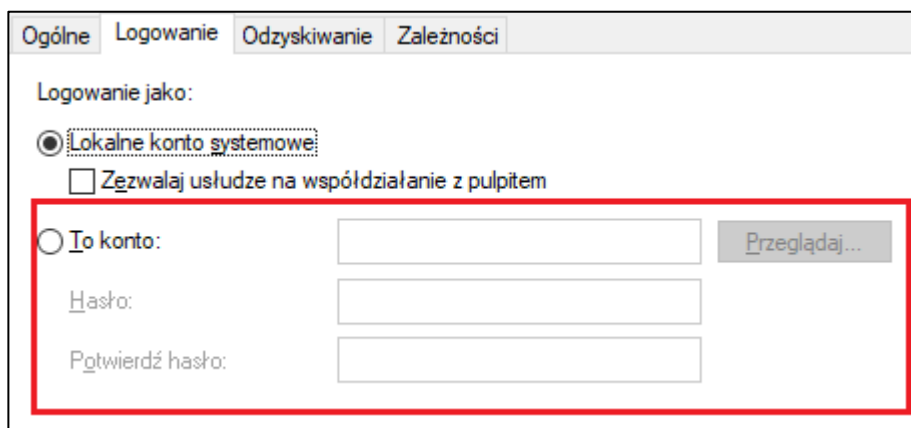 Ogólne Logowanie Odzyskiwanie Zależności
Logowanie jako:
Lokalne konto systemowe
Zezwalaj usłudze na współdziałanie z pulpitem
To konto: Przeglądaj...
Hasło:
Potwierdź hasło: